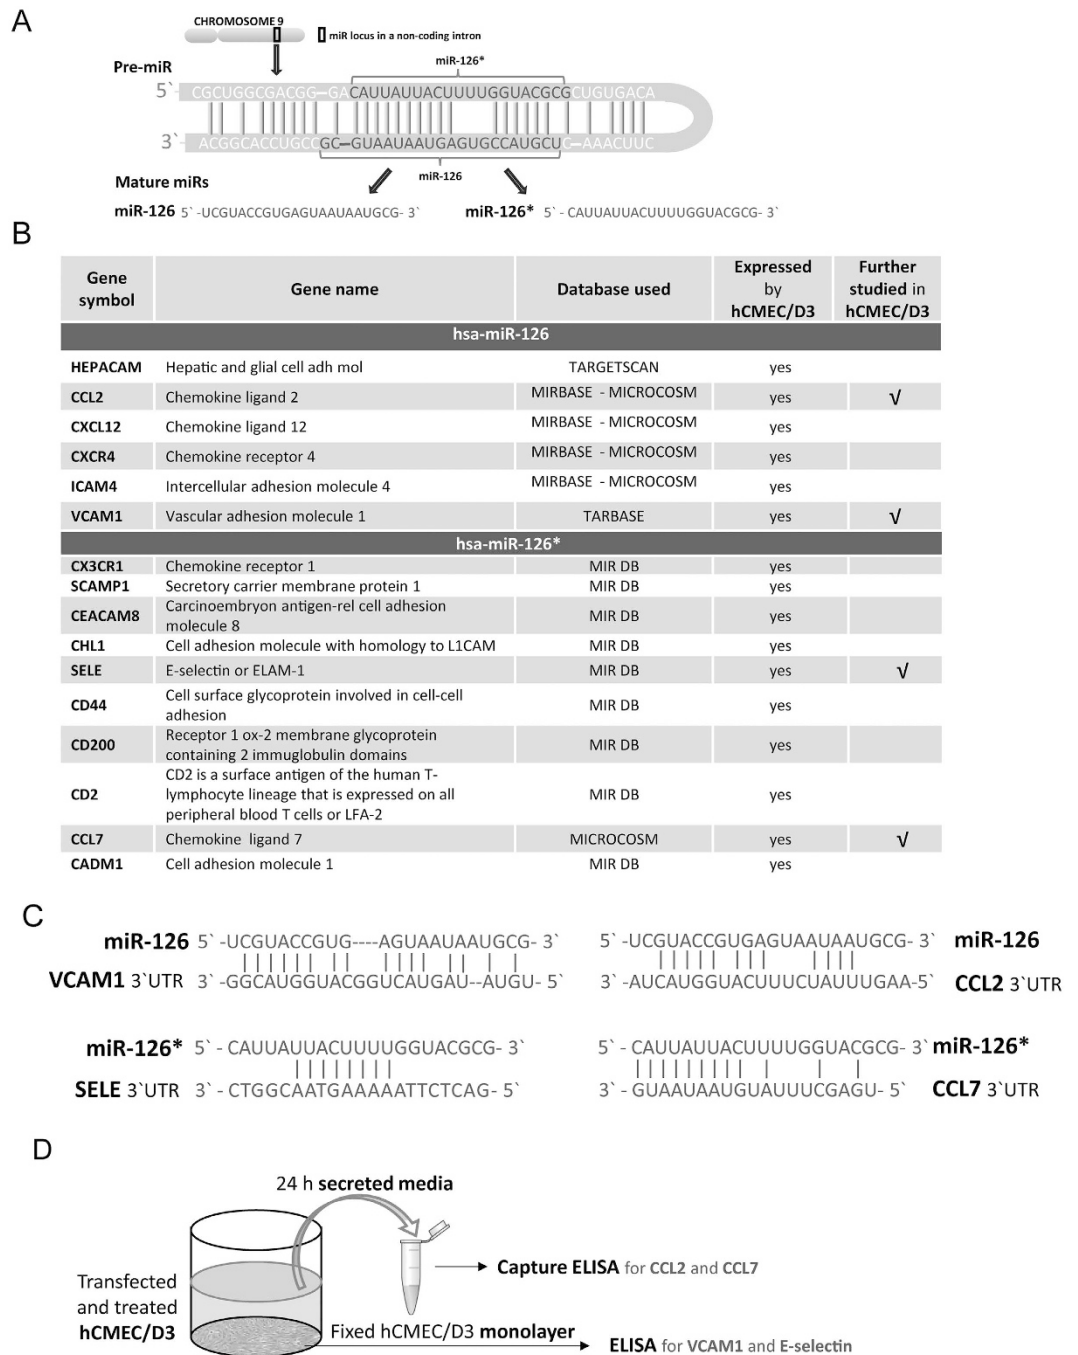 A
CHROMOSOME 9
miR locus in a non-coding intron
miR-126*
Pre-miR
5` CGCUGGCGACGG—GACAUUAUUACUUUUGGUACGCGCUGUGACA
3` ACGGCACCUGCCGC—GUAAUAAUGAGUGCCAUGCUC—AAACUUC
miR-126
Mature miRs
miR-126 5` -UCGUACCGUGAGUAAUAAUGCG- 3` miR-126* 5` - CAUUAUUACUUUUGGUACGCG- 3`
B
Gene symbol Gene name Database used Expressed by hCMEC/D3 Further studied in hCMEC/D3
hsa-miR-126
HEPACAM Hepatic and glial cell adh mol TARGETSCAN yes
CCL2 Chemokine ligand 2 MIRBASE - MICROCOSM yes √
CXCL12 Chemokine ligand 12 MIRBASE - MICROCOSM yes
CXCR4 Chemokine receptor 4 MIRBASE - MICROCOSM yes
ICAM4 Intercellular adhesion molecule 4 MIRBASE - MICROCOSM yes
VCAM1 Vascular adhesion molecule 1 TARBASE yes √
hsa-miR-126*
CX3CR1 Chemokine receptor 1 MIR DB yes
SCAMP1 Secretory carrier membrane protein 1 MIR DB yes
CEACAM8 Carcinoembryon antigen-rel cell adhesion molecule 8 MIR DB yes
CHL1 Cell adhesion molecule with homology to L1CAM MIR DB yes
SELE E-selectin or ELAM-1 MIR DB yes √
CD44 Cell surface glycoprotein involved in cell-cell adhesion MIR DB yes
CD200 Receptor 1 ox-2 membrane glycoprotein containing 2 immuglobulin domains MIR DB yes
CD2 CD2 is a surface antigen of the human T-lymphocyte lineage that is expressed on all peripheral blood T cells or LFA-2 MIR DB yes
CCL7 Chemokine ligand 7 MICROCOSM yes √
CADM1 Cell adhesion molecule 1 MIR DB yes
C
miR-126 5` -UCGUACCGUG----AGUAAUAAUGCG- 3`
VCAM1 3`UTR 3` -GGCAUGGUACGGUCAUGAU--AUGU- 5`
5` -UCGUACCGUGAGUAAUAAUGCG- 3` miR-126
3` -AUCAUGGUACUUUCUAUUUGAA-5` CCL2 3`UTR
miR-126* 5` - CAUUAUUACUUUUGGUACGCG- 3`
SELE 3`UTR 3` - CTGGCAATGAAAAATTCTCAG- 5`
5` - CAUUAUUACUUUUGGUACGCG- 3` miR-126*
3` - GUAAUAAUGUAUUUCGAGU- 5` CCL7 3`UTR
D
24 h secreted media
Capture ELISA for CCL2 and CCL7
Transfected
and treated
hCMEC/D3
Fixed hCMEC/D3 monolayer
ELISA for VCAM1 and E-selectin